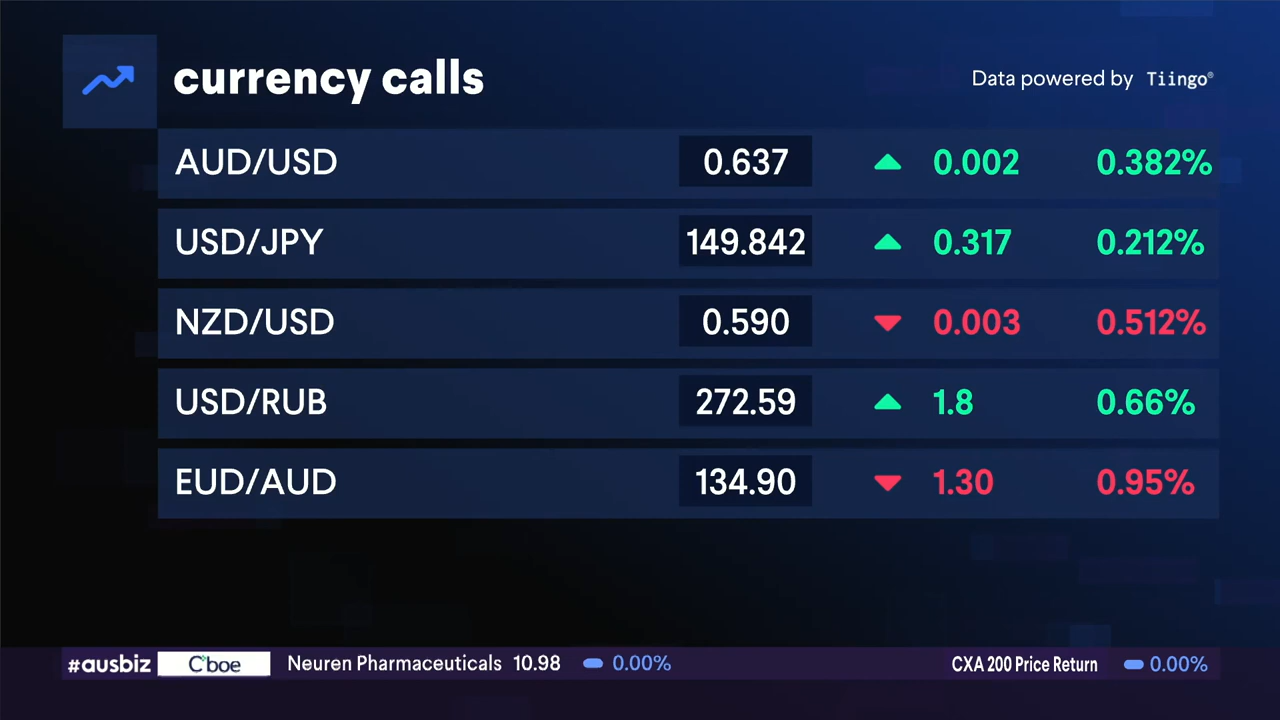 currency calls
Data powered by Tiingo®
AUD/USD 0.637 0.002 0.382%
USD/JPY 149.842 0.317 0.212%
NZD/USD 0.590 0.003 0.512%
USD/RUB 272.59 1.8 0.66%
EUD/AUD 134.90 1.30 0.95%
#ausbiz Cboe Neuren Pharmaceuticals 10.98 0.00% CXA 200 Price Return 0.00%